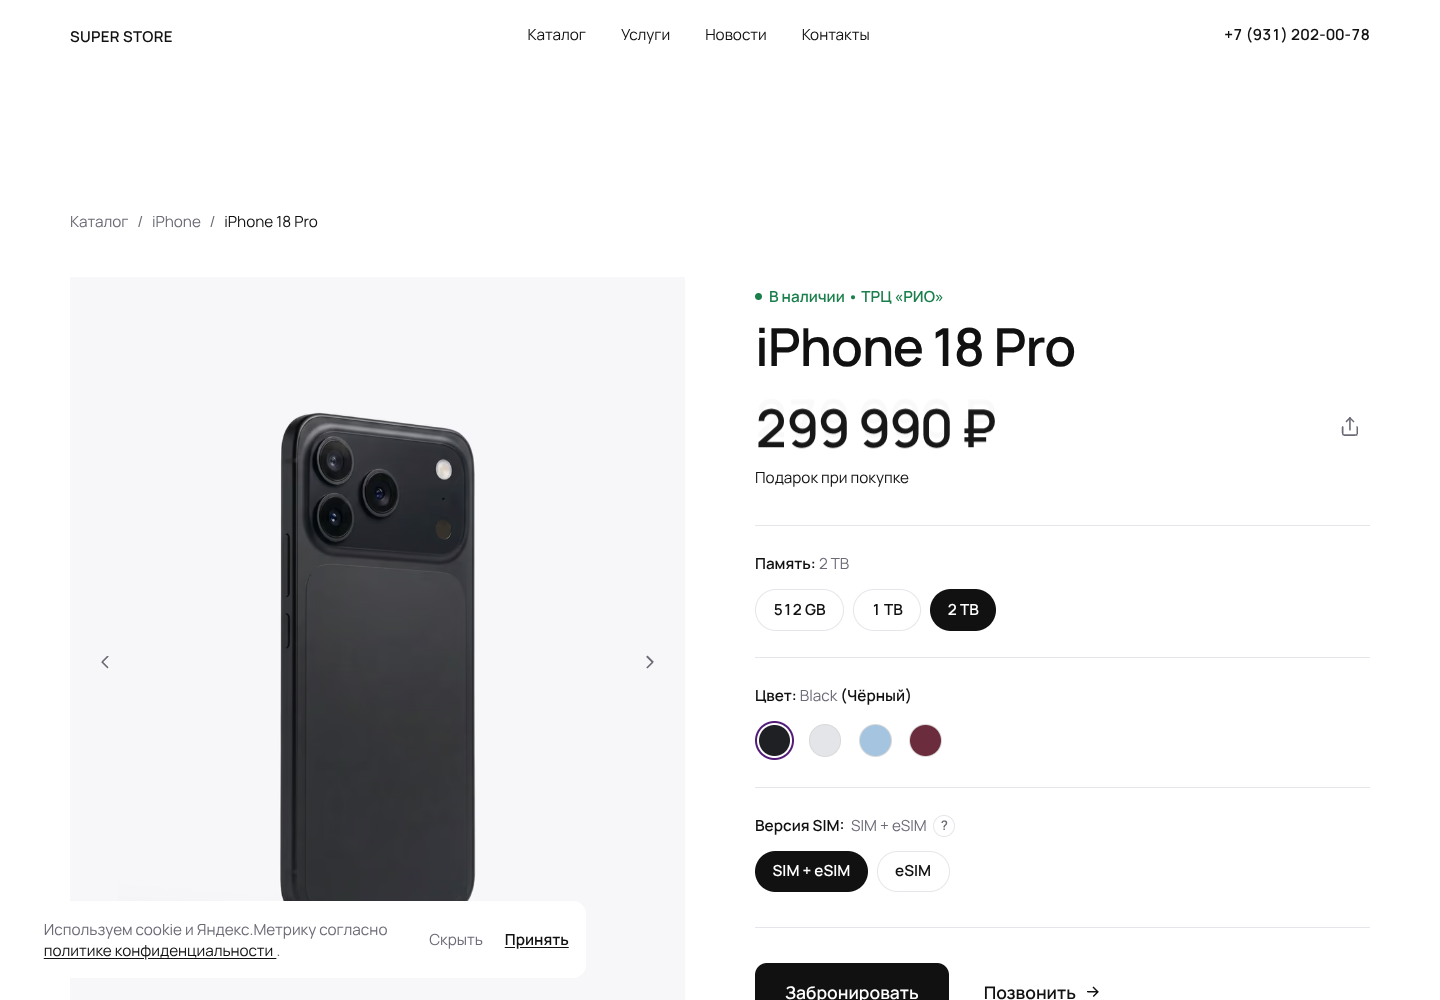 SUPER STORE
Каталог Услуги Новости Контакты
+7 (931) 202-00-78
Каталог / iPhone / iPhone 18 Pro
В наличии • ТРЦ «РИО»
iPhone 18 Pro
299 990 ₽
Подарок при покупке
Память: 2 TB
512 GB 1 TB 2 TB
Цвет: Black (Чёрный)
Версия SIM: SIM + eSIM ?
SIM + eSIM eSIM
Забронировать Позвонить →
Используем cookie и Яндекс.Метрику согласно
политике конфиденциальности .
Скрыть Принять